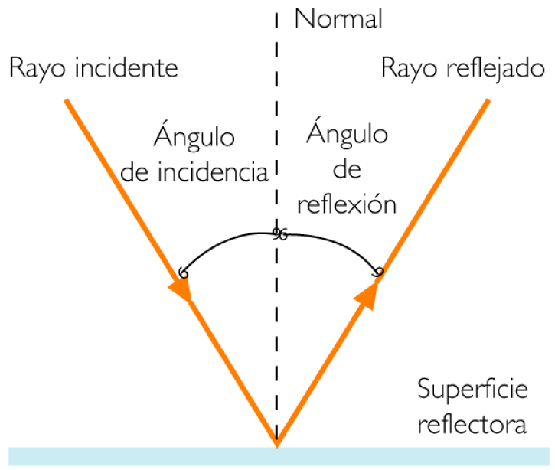 Normal
Rayo incidente
Rayo reflejado
Ángulo
de incidencia
Ángulo
de
reflexión
Superficie
reflectora